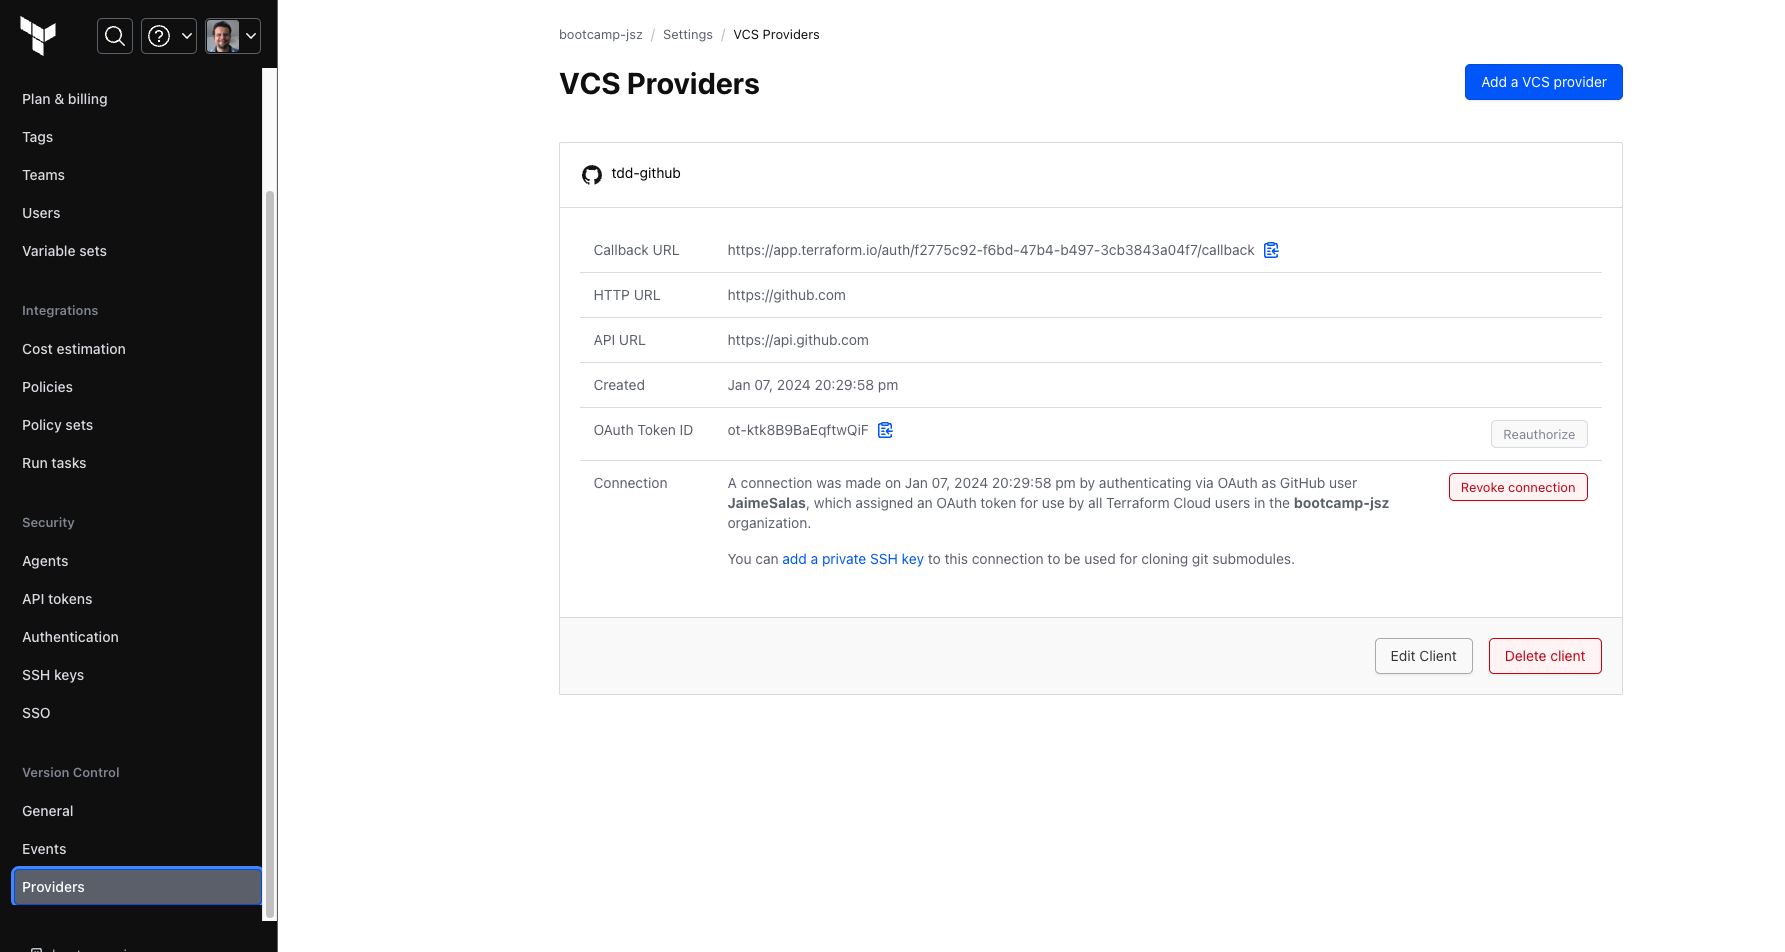 bootcamp-jsz / Settings / VCS Providers
VCS Providers
Add a VCS provider
Plan & billing
Tags
Teams
Users
Variable sets
Integrations
Cost estimation
Policies
Policy sets
Run tasks
Security
Agents
API tokens
Authentication
SSH keys
SSO
Version Control
General
Events
Providers
tdd-github
Callback URL https://app.terraform.io/auth/f2775c92-f6bd-47b4-b497-3cb3843a04f7/callback
HTTP URL https://github.com
API URL https://api.github.com
Created Jan 07, 2024 20:29:58 pm
OAuth Token ID ot-ktk8B9BaEqftwQiF Reauthorize
Connection A connection was made on Jan 07, 2024 20:29:58 pm by authenticating via OAuth as GitHub user Revoke connection
JaimeSalas, which assigned an OAuth token for use by all Terraform Cloud users in the bootcamp-jsz
organization.
You can add a private SSH key to this connection to be used for cloning git submodules.
Edit Client Delete client